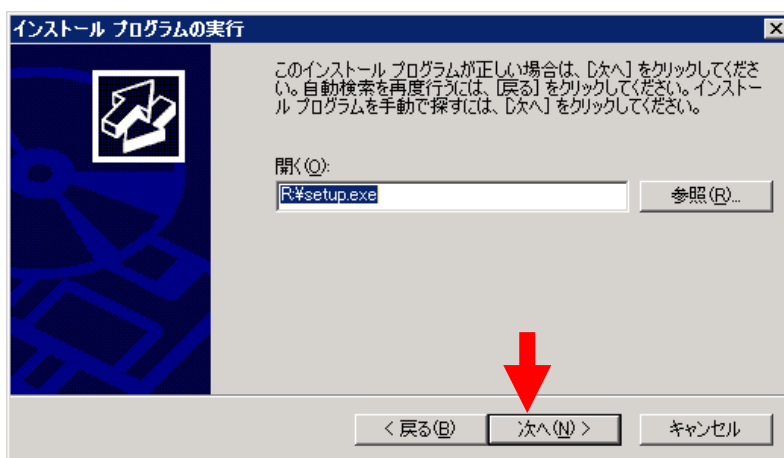 インストール プログラムの実行
このインストール プログラムが正しい場合は、[次へ] をクリックしてくださ
い。自動検索を再度行うには、[戻る] をクリックしてください。インストー
ル プログラムを手動で探すには、[次へ] をクリックしてください。
開く(O):
R:¥setup.exe
参照(R)...
< 戻る(B)
次へ(N) >
キャンセル